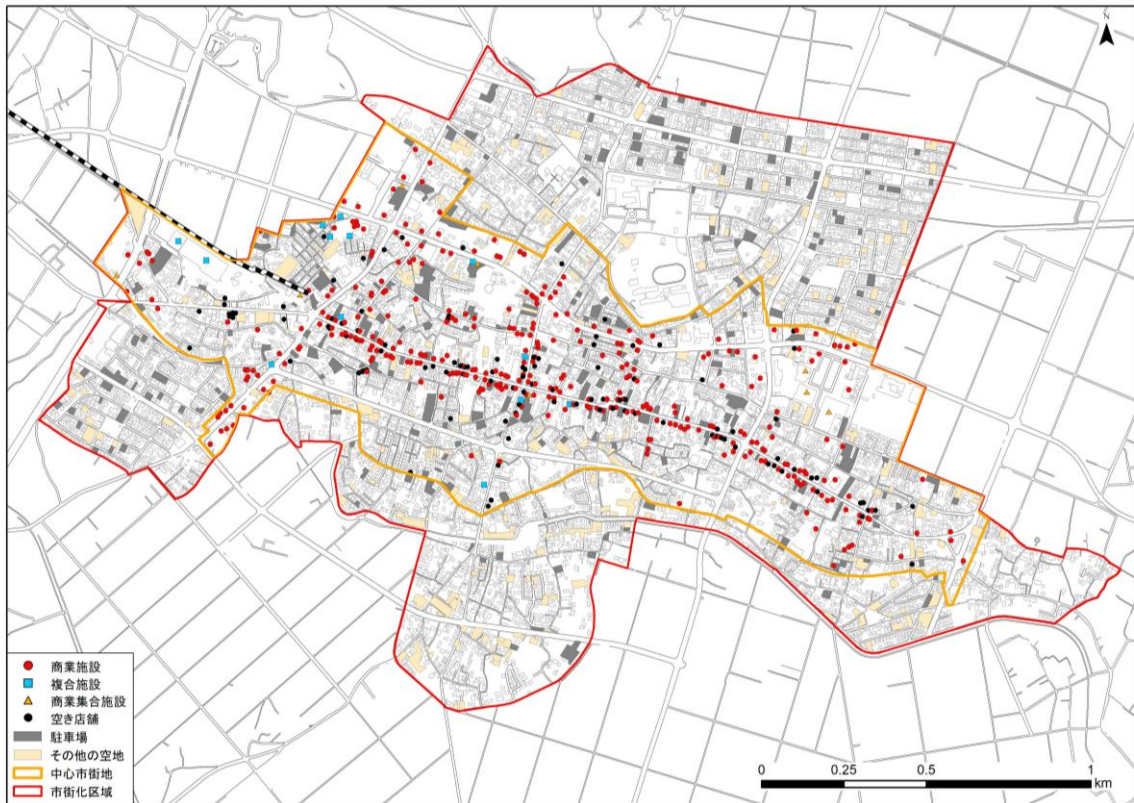 N
商業施設
複合施設
商業集合施設
空き店舗
駐車場
その他の空地
中心市街地
市街化区域
0 0.25 0.5 1
km